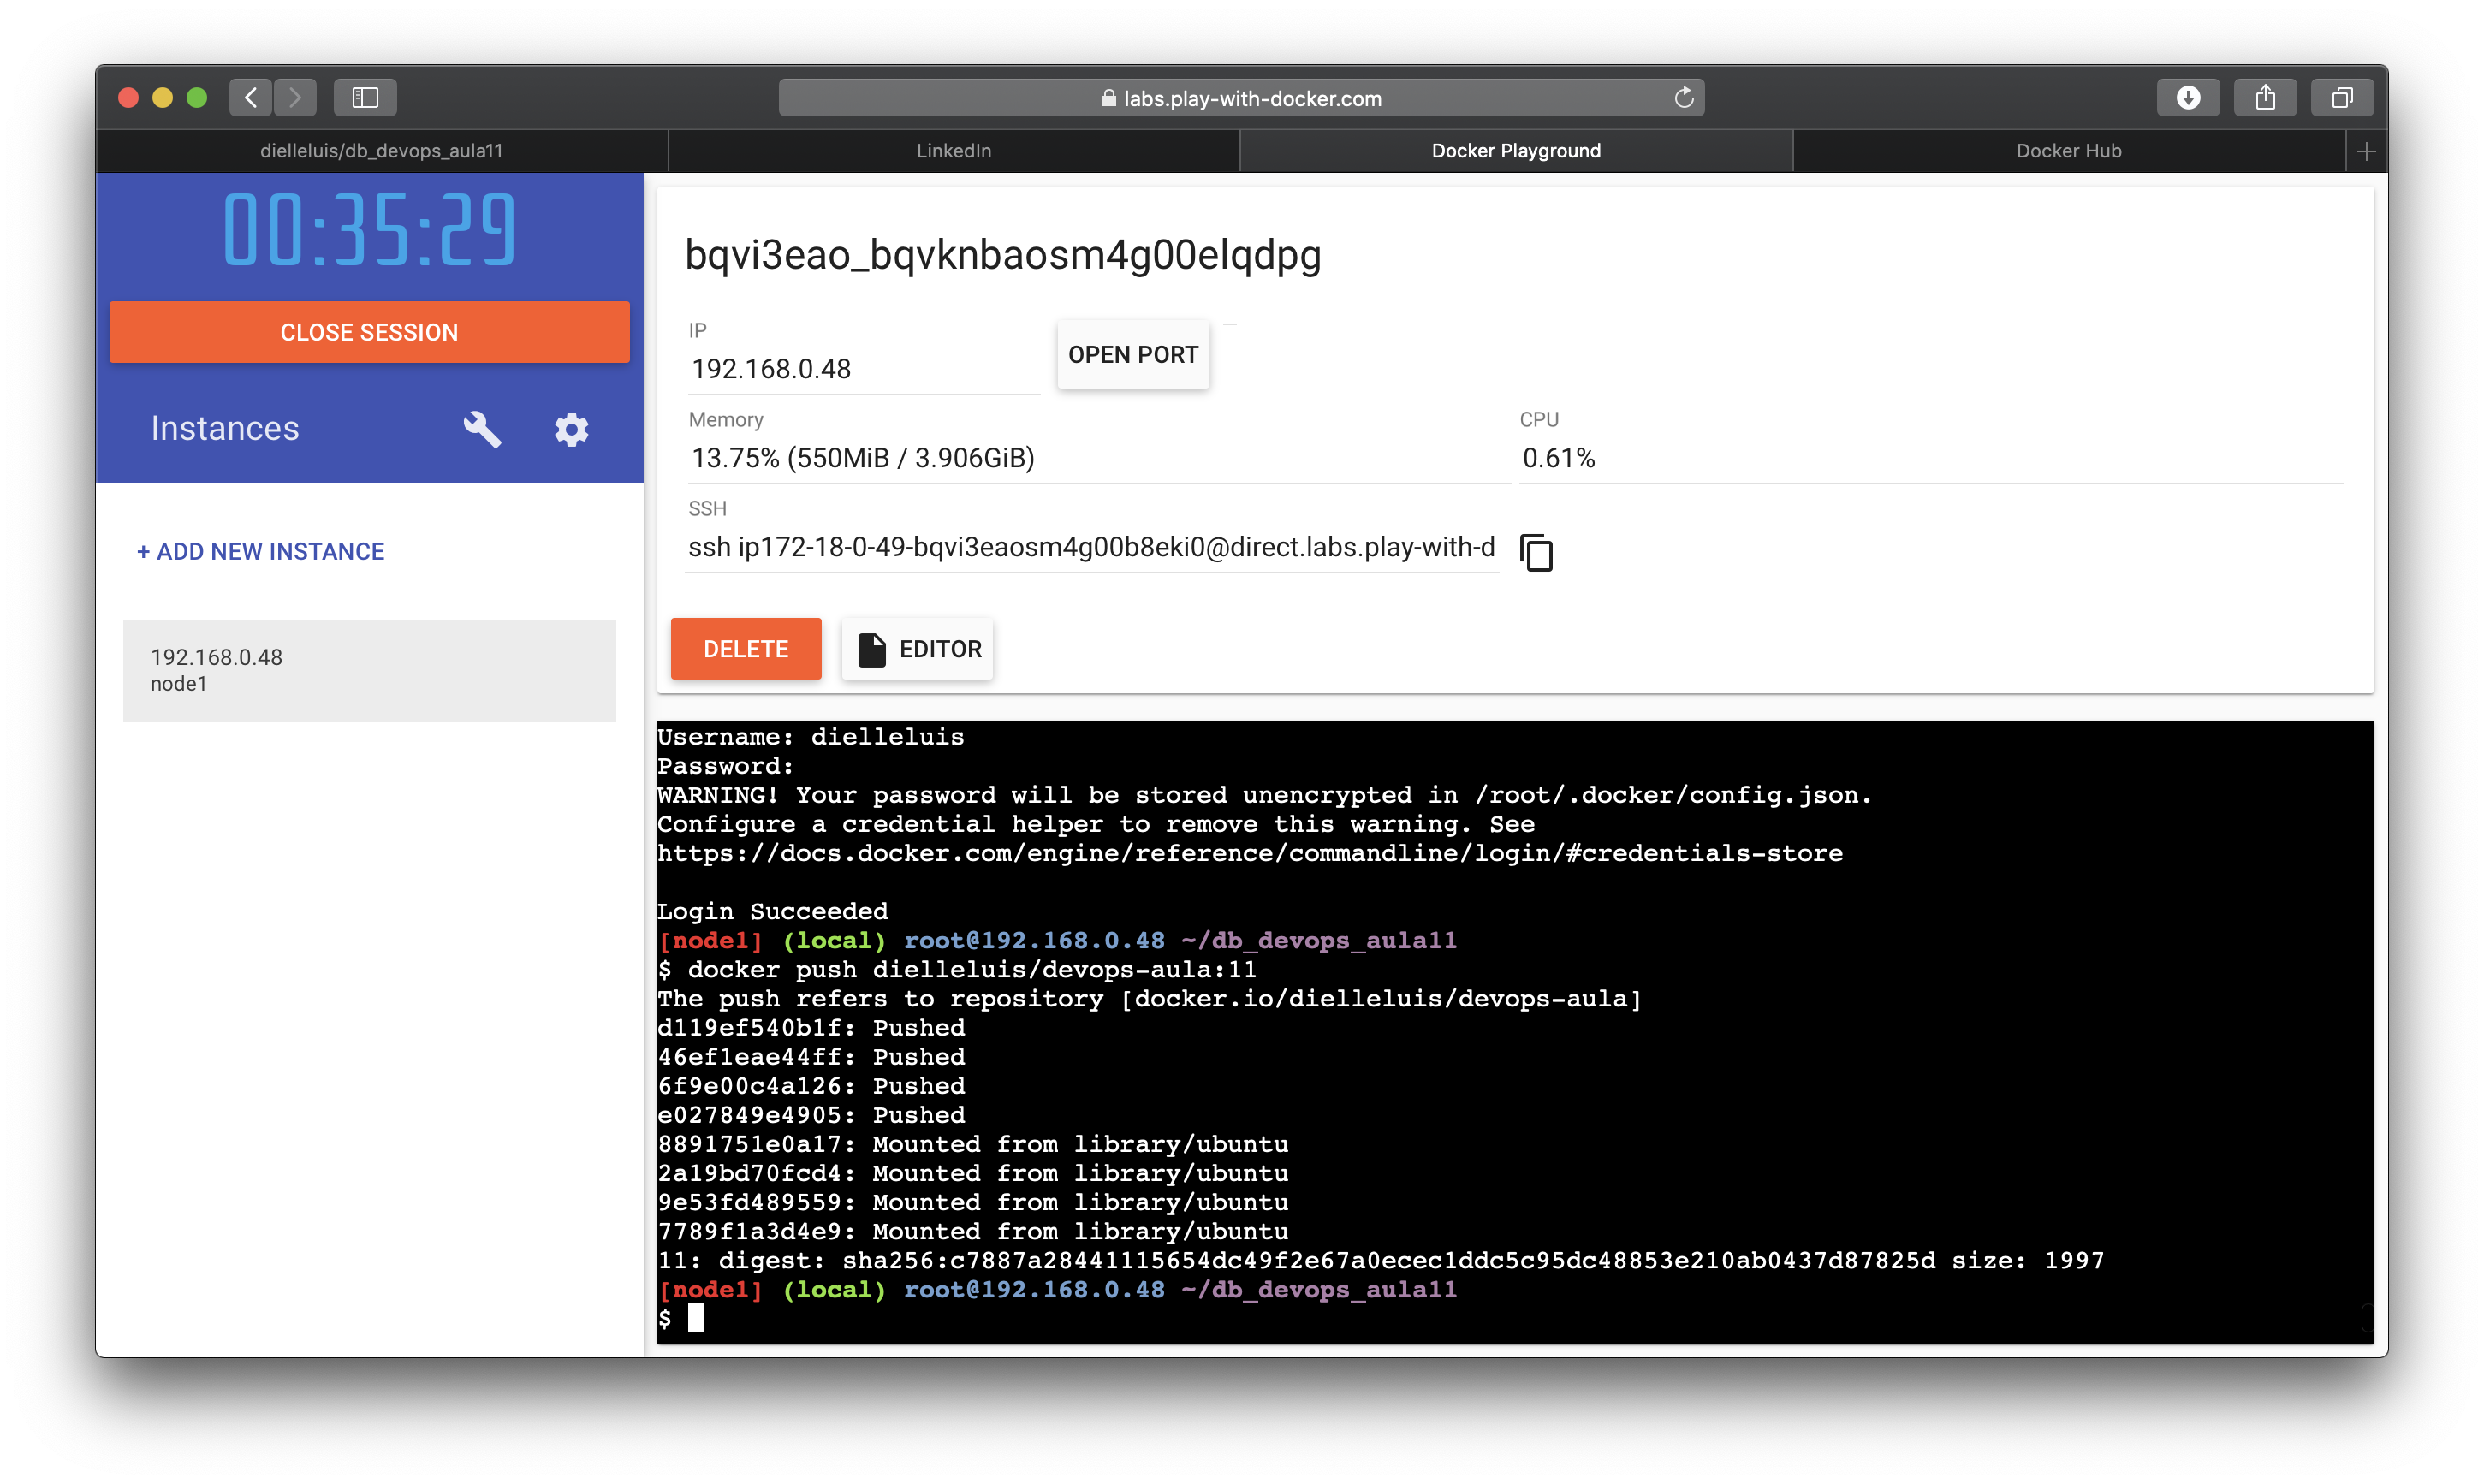 labs.play-with-docker.com
dielleluis/db_devops_aula11
LinkedIn
Docker Playground
Docker Hub
00:35:29
CLOSE SESSION
Instances
+ ADD NEW INSTANCE
192.168.0.48
node1
bqvi3eao_bqvknbaosm4g00elqdpg
IP
192.168.0.48
OPEN PORT
Memory
13.75% (550MiB / 3.906GiB)
CPU
0.61%
SSH
ssh ip172-18-0-49-bqvi3eaosm4g00b8eki0@direct.labs.play-with-d
DELETE
EDITOR
Username: dielleluis
Password:
WARNING! Your password will be stored unencrypted in /root/.docker/config.json.
Configure a credential helper to remove this warning. See
https://docs.docker.com/engine/reference/commandline/login/#credentials-store
Login Succeeded
[node1] (local) root@192.168.0.48 ~/db_devops_aula11
$ docker push dielleluis/devops-aula:11
The push refers to repository [docker.io/dielleluis/devops-aula]
d119ef540b1f: Pushed
46ef1eae44ff: Pushed
6f9e00c4a126: Pushed
e027849e4905: Pushed
8891751e0a17: Mounted from library/ubuntu
2a19bd70fcd4: Mounted from library/ubuntu
9e53fd489559: Mounted from library/ubuntu
7789f1a3d4e9: Mounted from library/ubuntu
11: digest: sha256:c7887a28441115654dc49f2e67a0ecec1ddc5c95dc48853e210ab0437d87825d size: 1997
[node1] (local) root@192.168.0.48 ~/db_devops_aula11
$